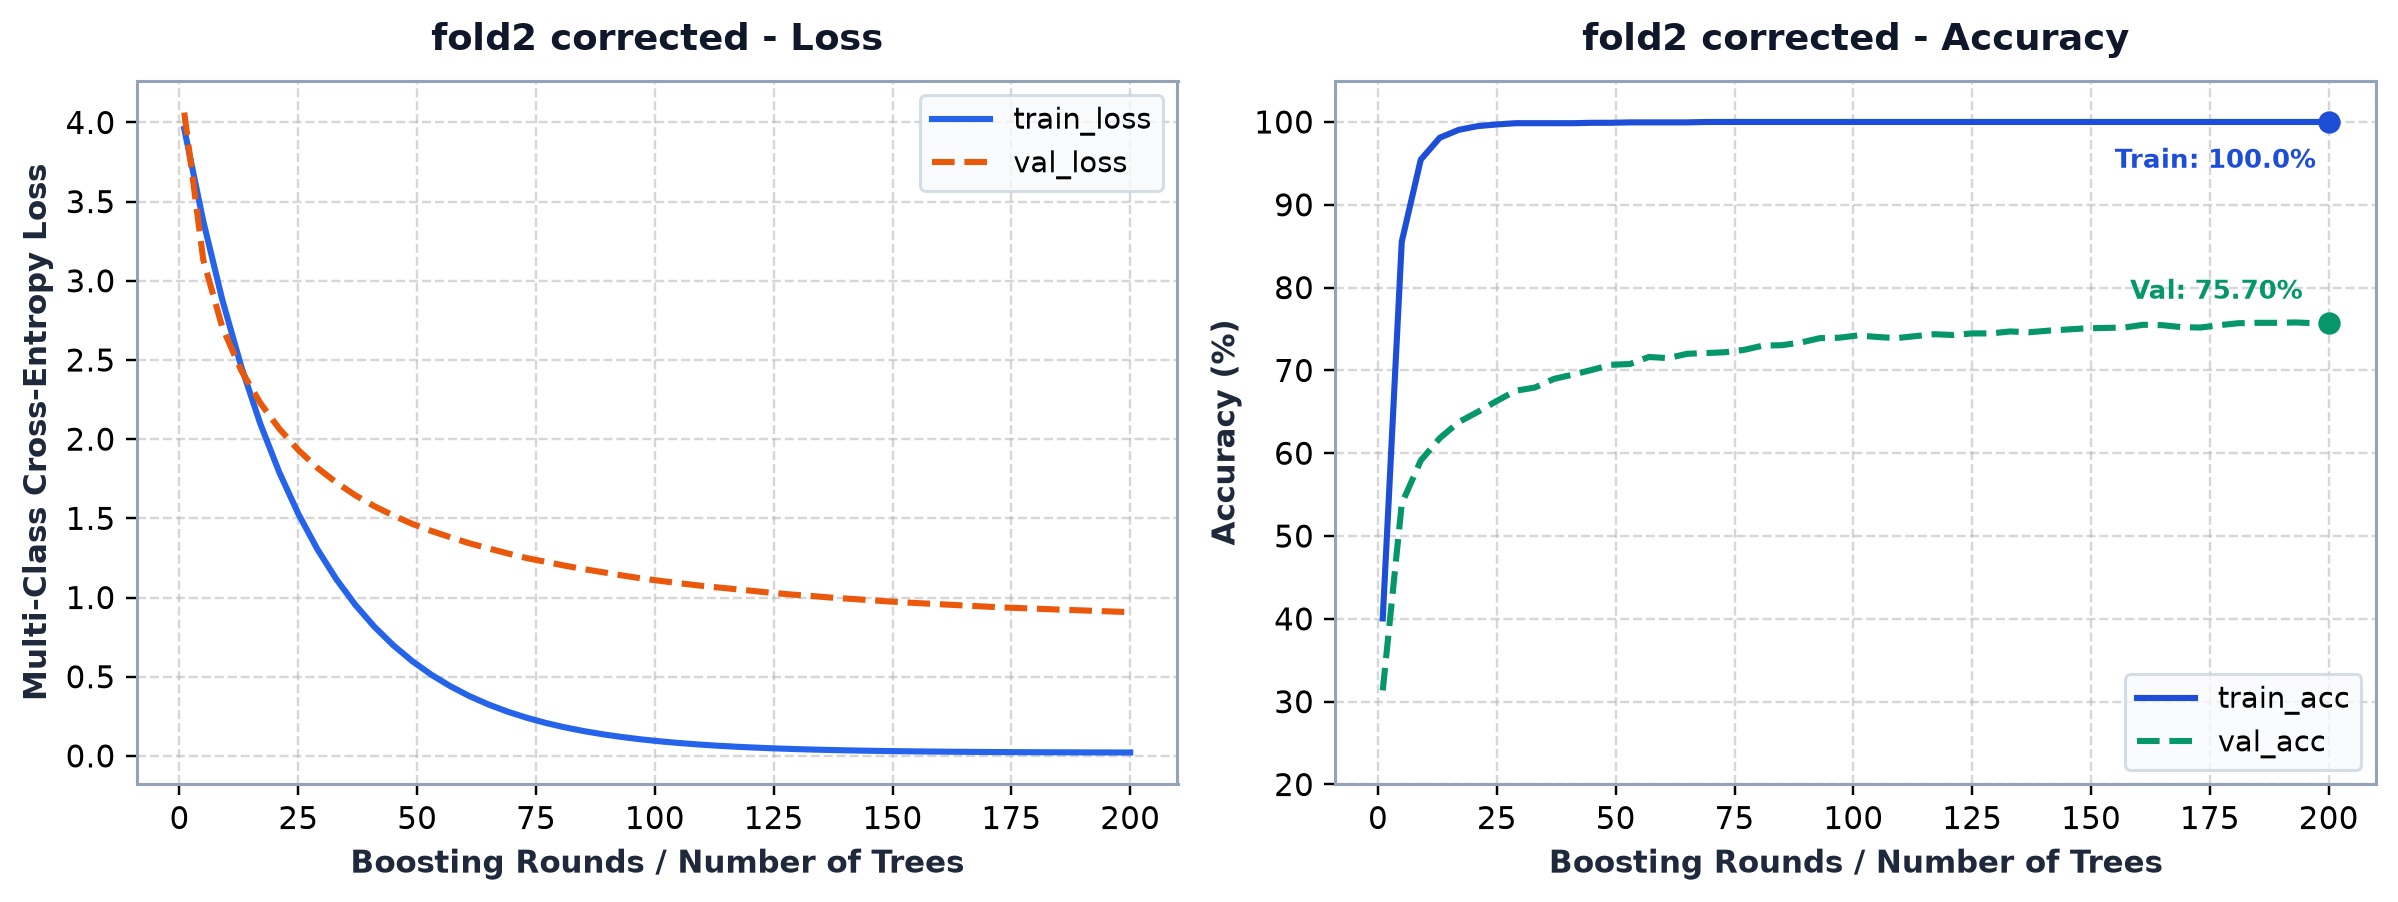 fold2 corrected - Loss
Multi-Class Cross-Entropy Loss
4.0
3.5
3.0
2.5
2.0
1.5
1.0
0.5
0.0
train_loss
val_loss
0 25 50 75 100 125 150 175 200
Boosting Rounds / Number of Trees
fold2 corrected - Accuracy
Accuracy (%)
100
90
80
70
60
50
40
30
20
Train: 100.0%
Val: 75.70%
train_acc
val_acc
0 25 50 75 100 125 150 175 200
Boosting Rounds / Number of Trees